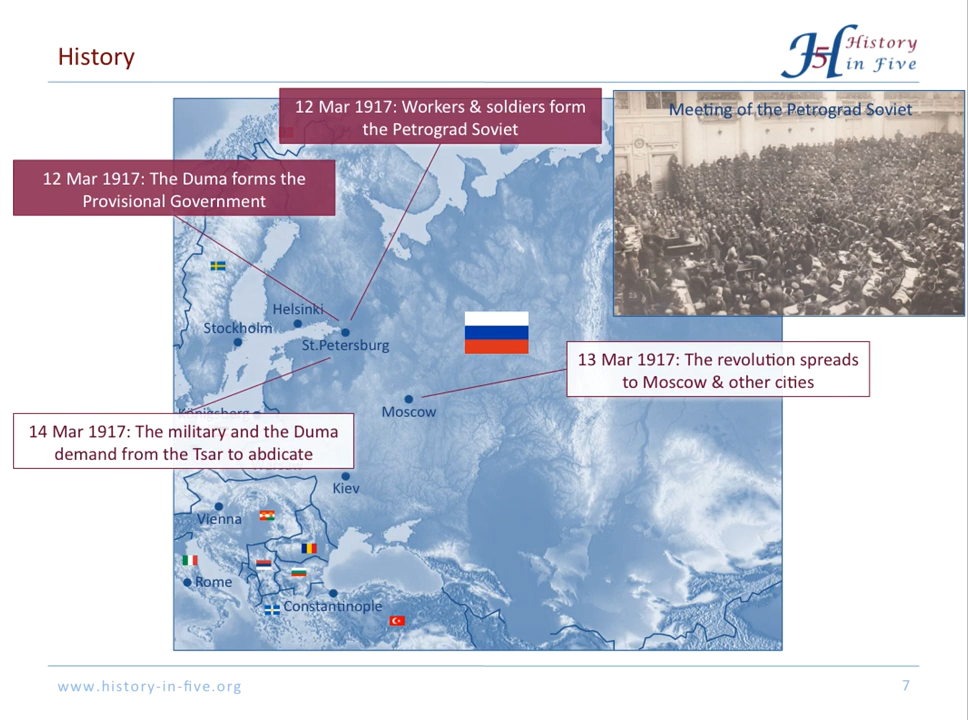 History
History
in Five
12 Mar 1917: Workers & soldiers form
the Petrograd Soviet
Meeting of the Petrograd Soviet
12 Mar 1917: The Duma forms the
Provisional Government
Helsinki
Stockholm
St.Petersburg
13 Mar 1917: The revolution spreads
to Moscow & other cities
Moscow
Königsberg
14 Mar 1917: The military and the Duma
demand from the Tsar to abdicate
Kiev
Vienna
Rome
Constantinople
www.history-in-five.org
7